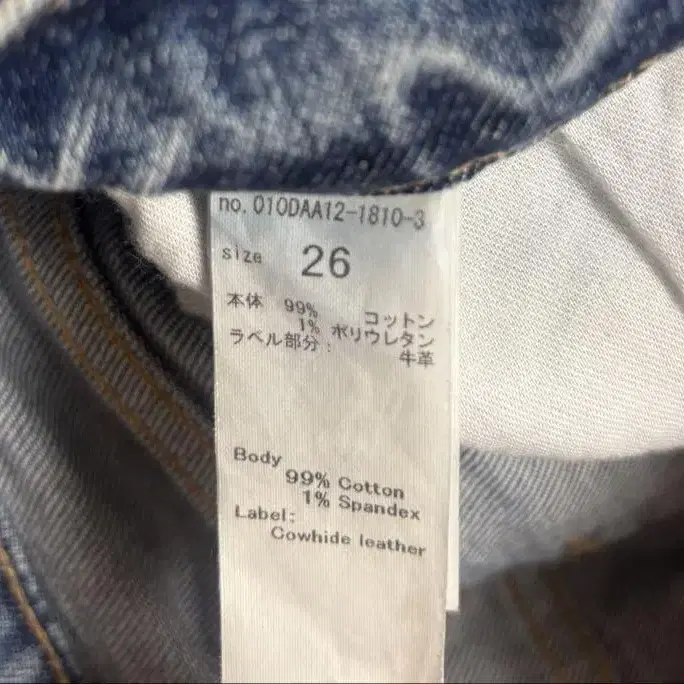 no. 010DAA12-1810-3
size 26
本体 99% コットン
1% ポリウレタン
ラベル部分: 牛革
Body
99% Cotton
1% Spandex
Label:
Cowhide leather